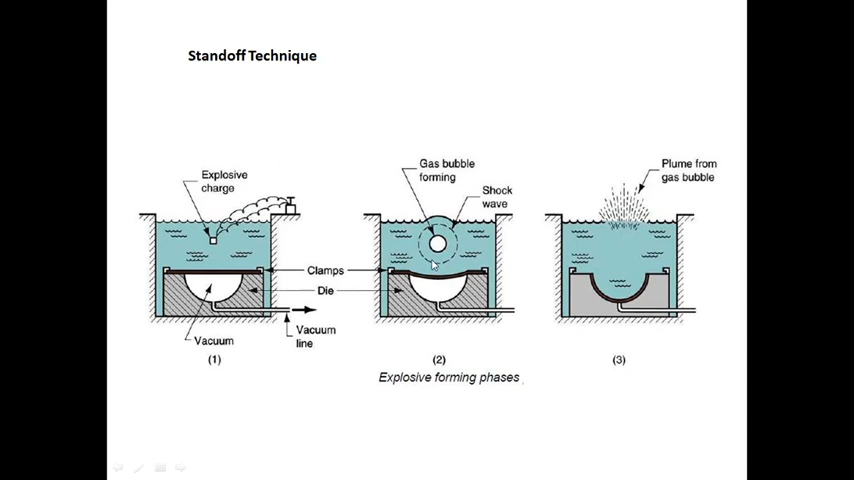 Standoff Technique
Explosive
charge
Gas bubble
forming
Shock
wave
Plume from
gas bubble
Clamps
Die
Vacuum
Vacuum
line
(1)
(2)
(3)
Explosive forming phases